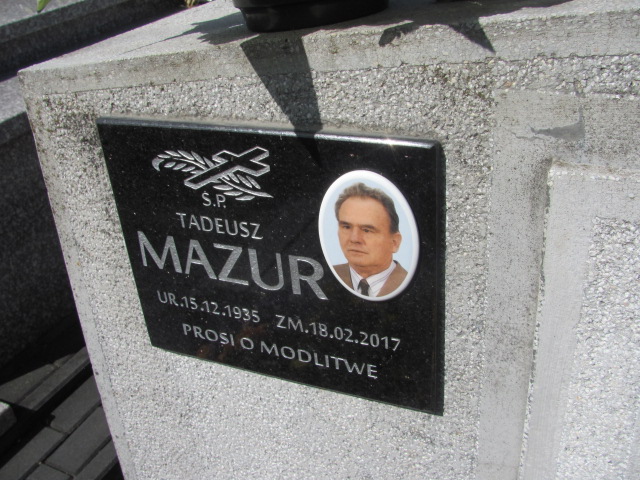 Ś.P.
TADEUSZ
MAZUR
UR.15.12.1935 ZM.18.02.2017
PROSI O MODLITWE